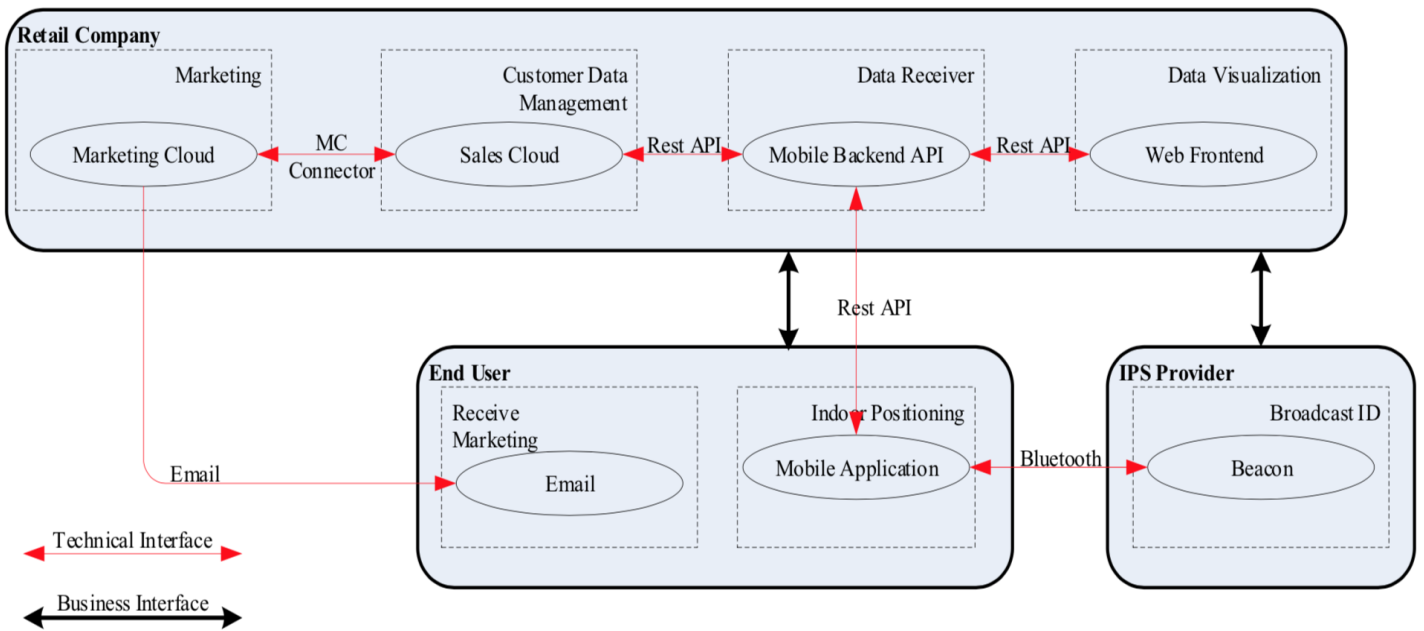 Retail Company
Marketing
Customer Data
Management
Data Receiver
Data Visualization
Marketing Cloud
MC
Connector
Sales Cloud
Rest API
Mobile Backend API
Rest API
Web Frontend
Rest API
End User
IPS Provider
Receive
Marketing
Indoor Positioning
Broadcast ID
Email
Email
Mobile Application
Bluetooth
Beacon
Technical Interface
Business Interface